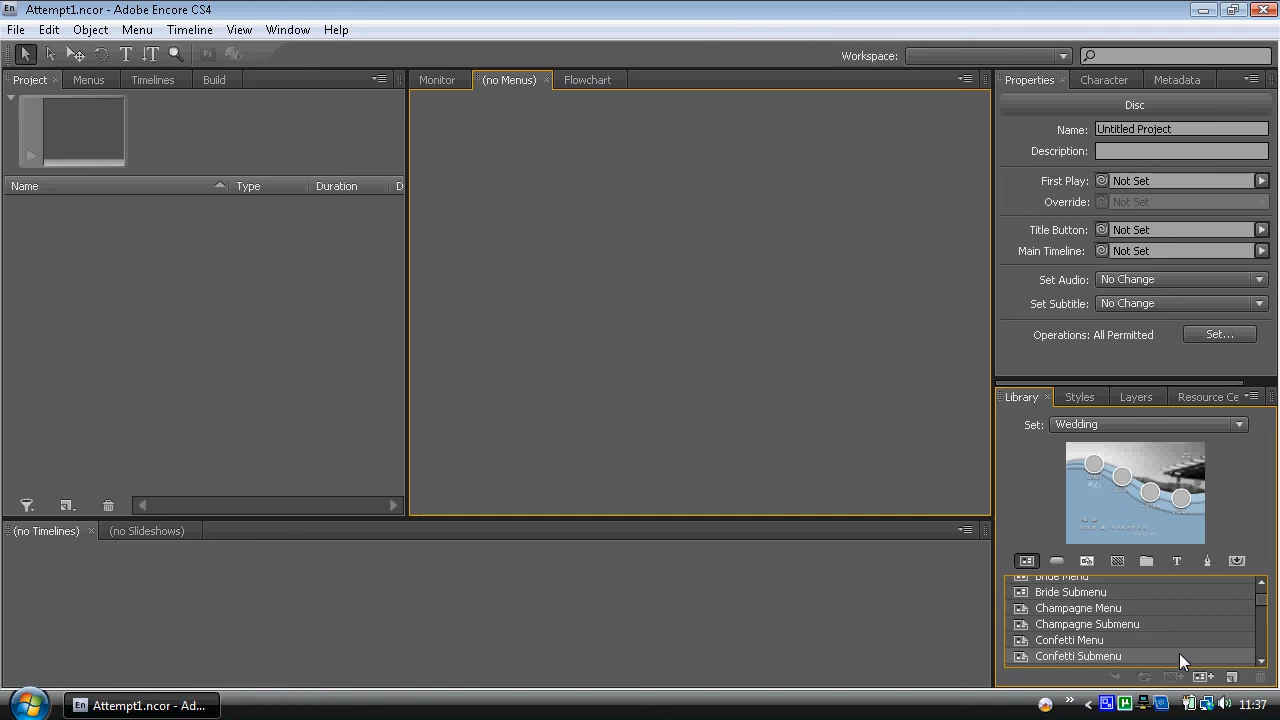 En Attempt1.ncor - Adobe Encore CS4
File Edit Object Menu Timeline View Window Help
Workspace:
Project Menus Timelines Build
Monitor (no Menus) Flowchart
Properties Character Metadata
Disc
Name: Untitled Project
Description:
First Play: Not Set
Override: Not Set
Title Button: Not Set
Main Timeline: Not Set
Set Audio: No Change
Set Subtitle: No Change
Operations: All Permitted Set...
Name Type Duration D
Library Styles Layers Resource Ce
Set: Wedding
Bride Menu
Bride Submenu
Champagne Menu
Champagne Submenu
Confetti Menu
Confetti Submenu
(no Timelines) (no Slideshows)
En Attempt1.ncor - Ad...
11:37